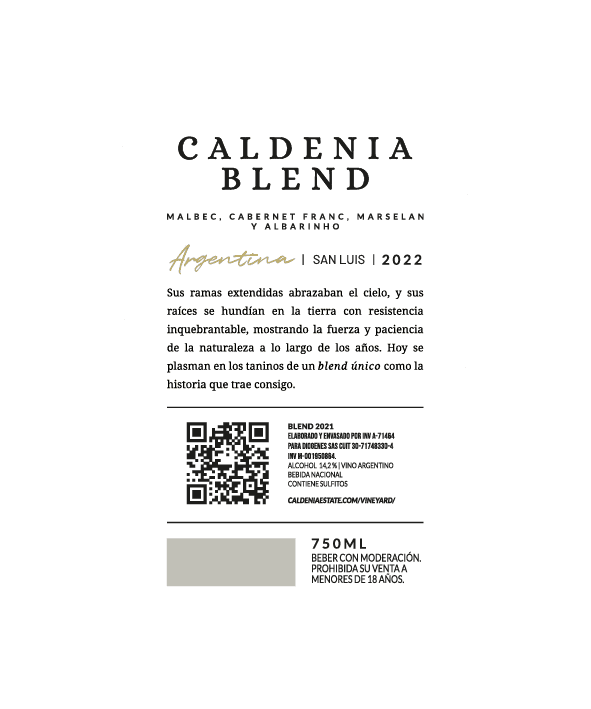 CALDENIA
BLEND
MALBEC, CABERNET FRANC, MARSELAN
Y ALBARINHO
Argentina | SAN LUIS | 2022
Sus ramas extendidas abrazaban el cielo, y sus
raíces se hundían en la tierra con resistencia
inquebrantable, mostrando la fuerza y paciencia
de la naturaleza a lo largo de los años. Hoy se
plasman en los taninos de un blend único como la
historia que trae consigo.
BLEND 2021
ELABORADO Y ENVASADO POR INV A-71464
PARA DIOGENES SAS CUIT 30-71748330-4
INV M-001950864.
ALCOHOL 14,2% | VINO ARGENTINO
BEBIDA NACIONAL
CONTIENE SULFITOS
CALDENIAESTATE.COM/VINEYARD/
750ML
BEBER CON MODERACIÓN.
PROHIBIDA SU VENTA A
MENORES DE 18 AÑOS.